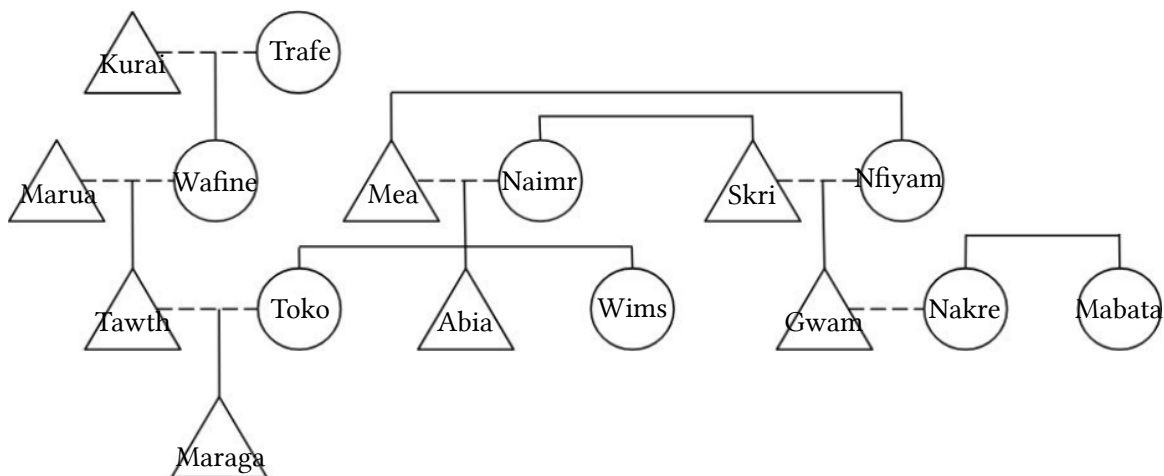 Kurai Trafe
Marua Wafine Mea Naimr Skri Nfiyam
Tawth Toko Abia Wims Gwam Nakre Mabata
Maraga